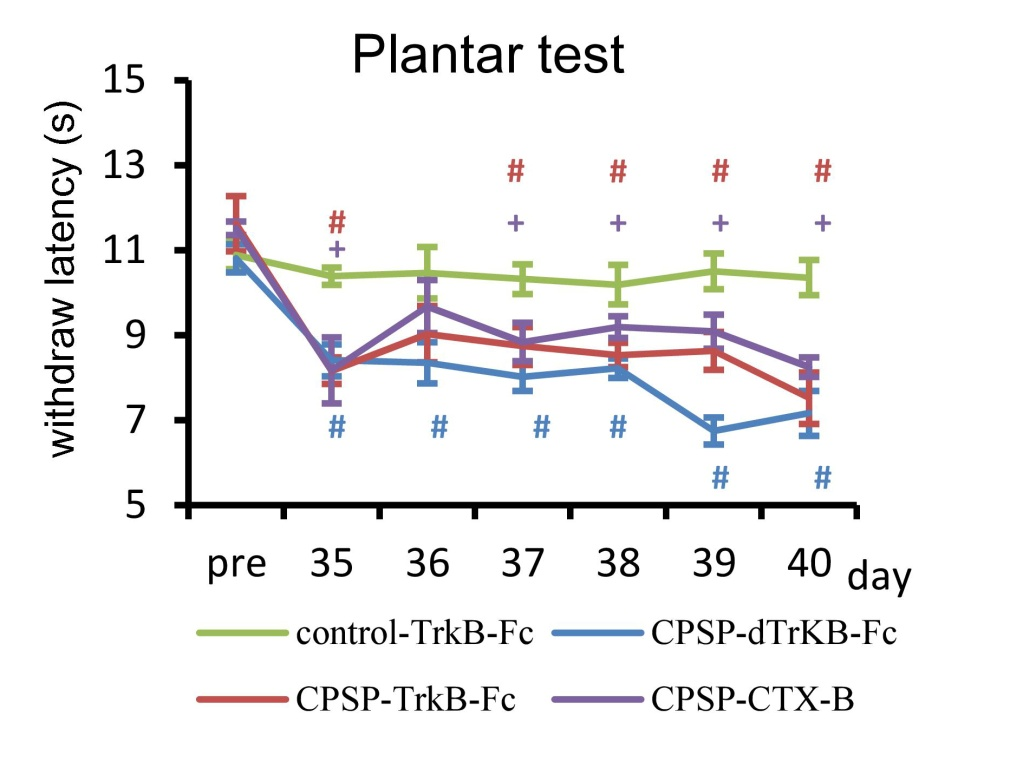 Plantar test
withdraw latency (s)
15
13
11
9
7
5
# # # #
# + + + +
+
# # # #
# #
pre 35 36 37 38 39 40 day
control-TrkB-Fc CPSP-dTrKB-Fc
CPSP-TrkB-Fc CPSP-CTX-B